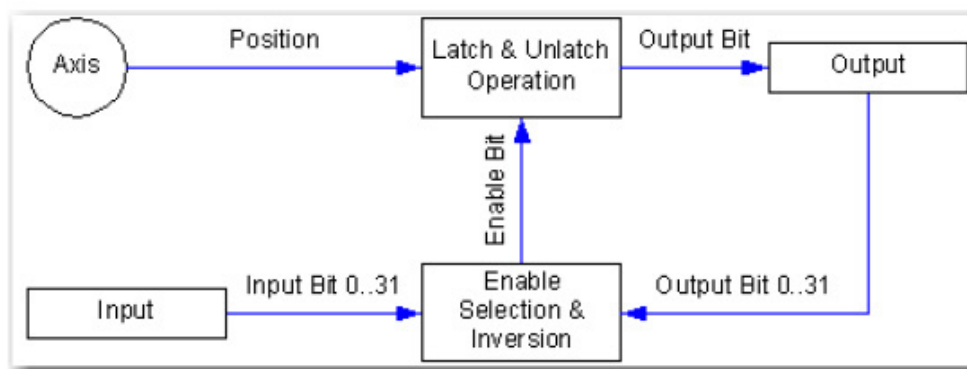 Axis
Position
Latch & Unlatch
Operation
Output Bit
Output
Enable Bit
Input
Input Bit 0..31
Enable
Selection &
Inversion
Output Bit 0..31